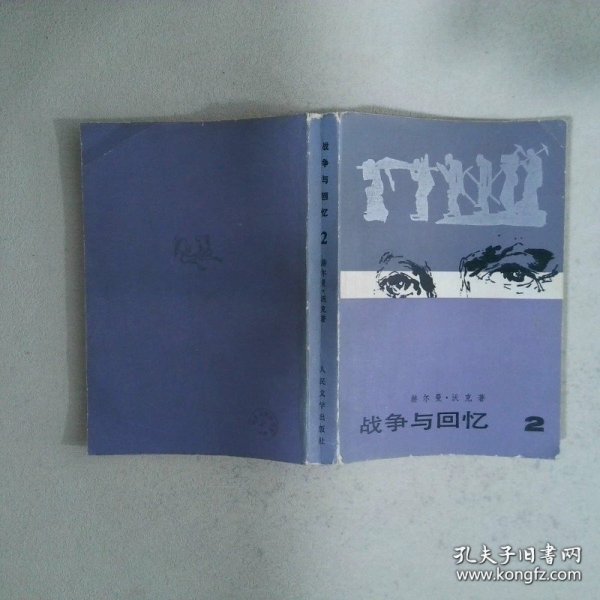 战争与回忆 2 赫尔曼·沃克著 人民文学出版社
赫尔曼·沃克著
战争与回忆 2
孔夫子旧书网
www.kongfz.com